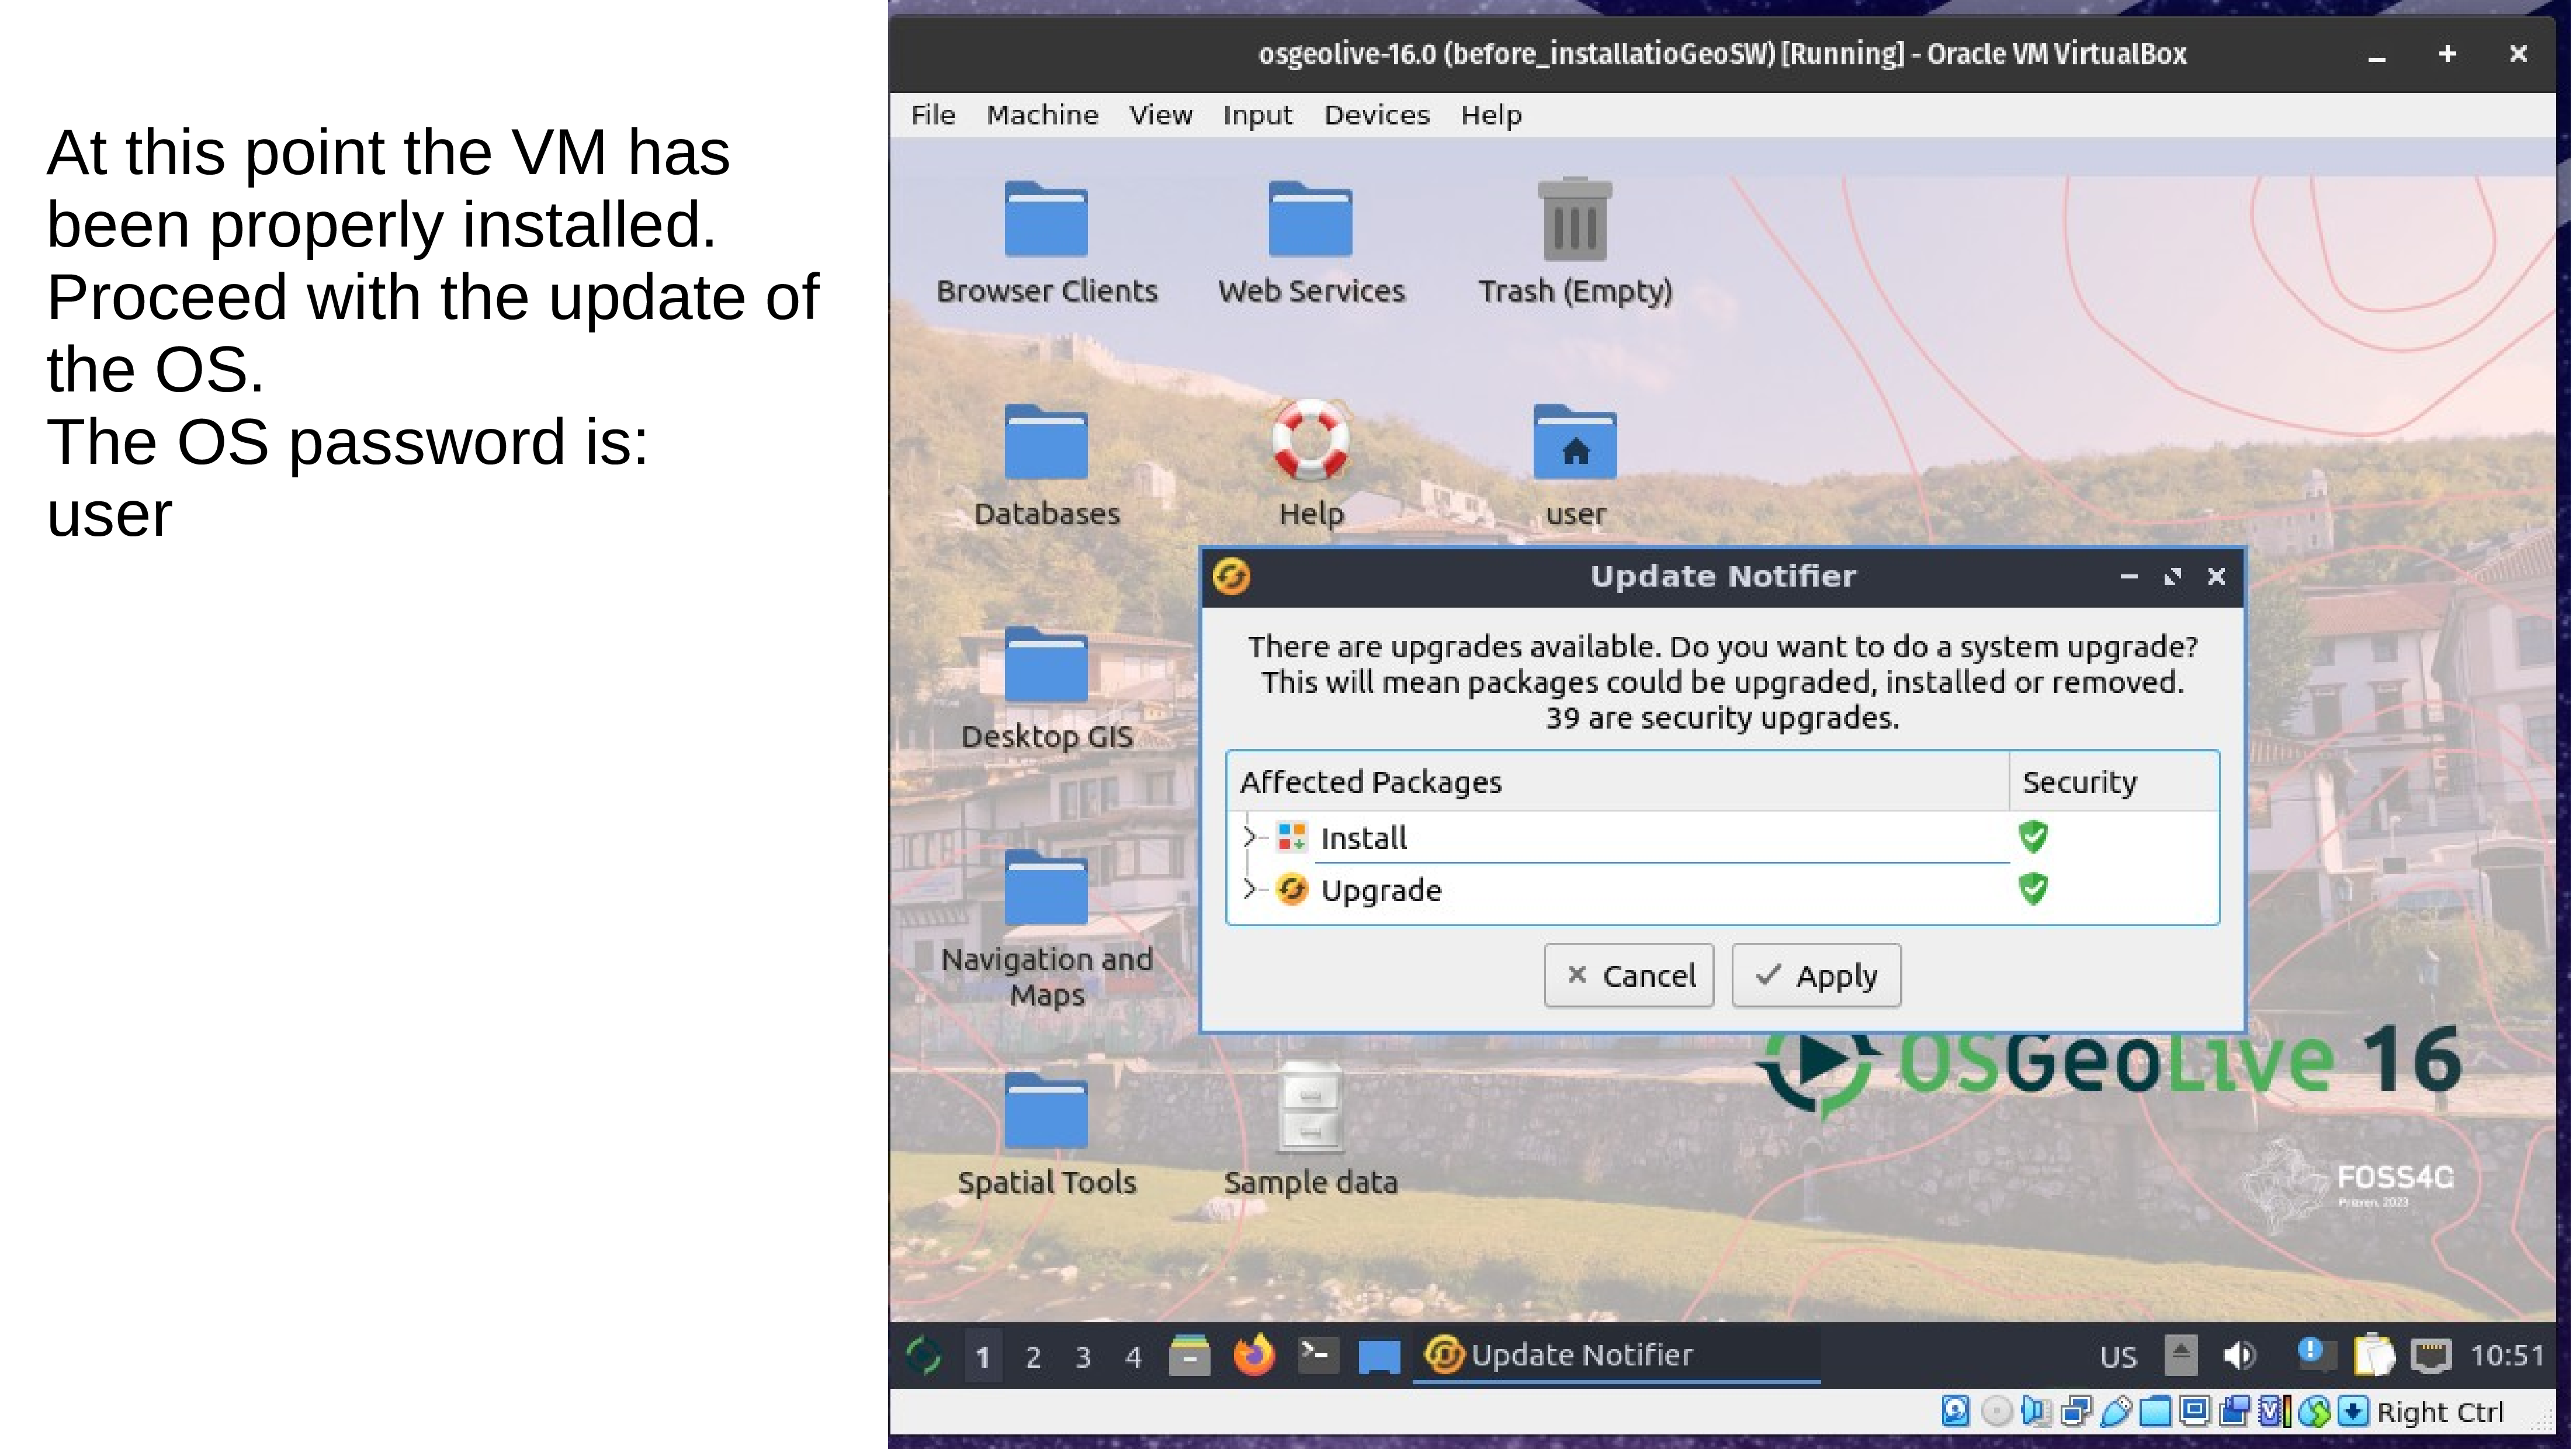 At this point the VM has
been properly installed.
Proceed with the update of
the OS.
The OS password is:
user
osgeolive-16.0 (before_installatioGeoSW) [Running] - Oracle VM VirtualBox
File Machine View Input Devices Help
Browser Clients Web Services Trash (Empty)
Databases Help user
Desktop GIS
Navigation and
Maps
Spatial Tools Sample data
Update Notifier
There are upgrades available. Do you want to do a system upgrade?
This will mean packages could be upgraded, installed or removed.
39 are security upgrades.
Affected Packages Security
Install
Upgrade
Cancel Apply
OSGeoLive 16
FOSS4G
Prizren, 2023
1 2 3 4 Update Notifier US 10:51
Right Ctrl